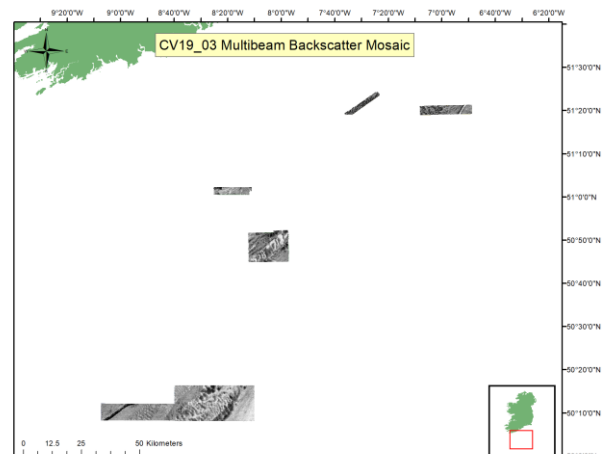 9°20'0"W 9°0'0"W 8°40'0"W 8°20'0"W 8°0'0"W 7°40'0"W 7°20'0"W 7°0'0"W 6°40'0"W 6°20'0"W
CV19_03 Multibeam Backscatter Mosaic
51°30'0"N
51°20'0"N
51°10'0"N
51°0'0"N
50°50'0"N
50°40'0"N
50°30'0"N
50°20'0"N
50°10'0"N
0 12.5 25 50 Kilometers